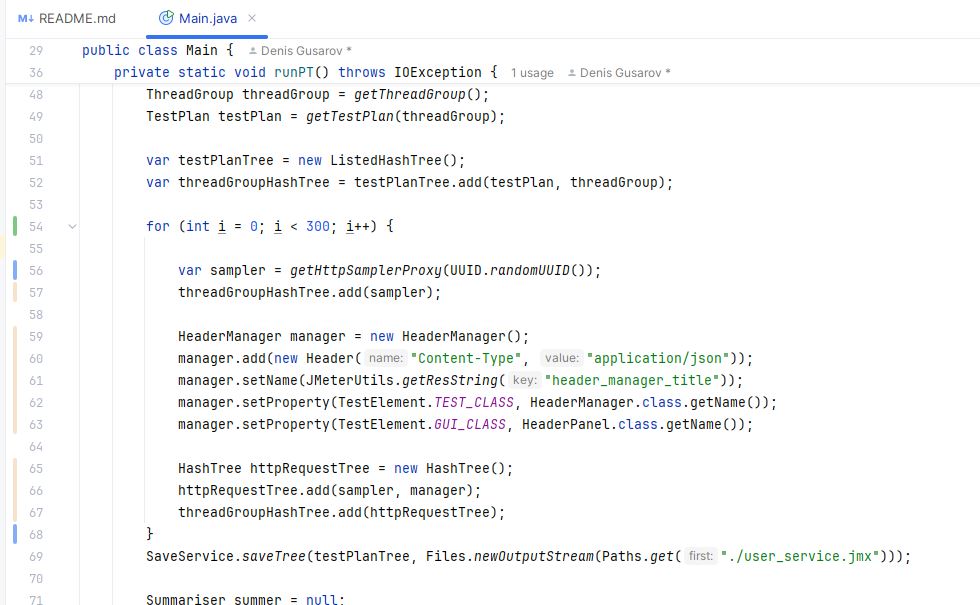 M↓ README.md Main.java ×
29 public class Main { Denis Gusarov *
36 private static void runPT() throws IOException { 1 usage Denis Gusarov *
48 ThreadGroup threadGroup = getThreadGroup();
49 TestPlan testPlan = getTestPlan(threadGroup);
50
51 var testPlanTree = new ListedHashTree();
52 var threadGroupHashTree = testPlanTree.add(testPlan, threadGroup);
53
54 for (int i = 0; i < 300; i++) {
55
56 var sampler = getHttpSamplerProxy(UUID.randomUUID());
57 threadGroupHashTree.add(sampler);
58
59 HeaderManager manager = new HeaderManager();
60 manager.add(new Header( name: "Content-Type", value: "application/json"));
61 manager.setName(JMeterUtils.getResString( key: "header_manager_title"));
62 manager.setProperty(TestElement.TEST_CLASS, HeaderManager.class.getName());
63 manager.setProperty(TestElement.GUI_CLASS, HeaderPanel.class.getName());
64
65 HashTree httpRequestTree = new HashTree();
66 httpRequestTree.add(sampler, manager);
67 threadGroupHashTree.add(httpRequestTree);
68 }
69 SaveService.saveTree(testPlanTree, Files.newOutputStream(Paths.get( first: "./user_service.jmx")));
70
71 Summariser summer = null;